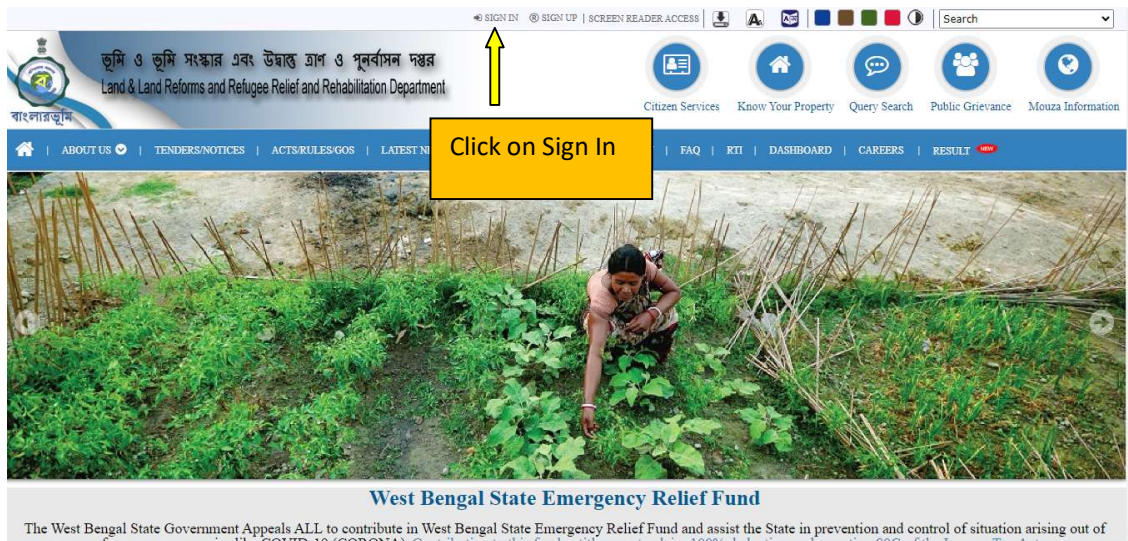 SIGN IN ® SIGN UP | SCREEN READER ACCESS
Search
ভূমি ও ভূমি সংস্কার এবং উদ্বাস্তু ত্রাণ ও পূনর্বাসন দপ্তর
Land & Land Reforms and Refugee Relief and Rehabilitation Department
বাংলারভূমি
Citizen Services Know Your Property Query Search Public Grievance Mouza Information
Click on Sign In
| ABOUT US | TENDERS/NOTICES | ACTS/RULES/GOS | LATEST | FAQ | RTI | DASHBOARD | CAREERS | RESULT NEW
West Bengal State Emergency Relief Fund
The West Bengal State Government Appeals ALL to contribute in West Bengal State Emergency Relief Fund and assist the State in prevention and control of situation arising out of